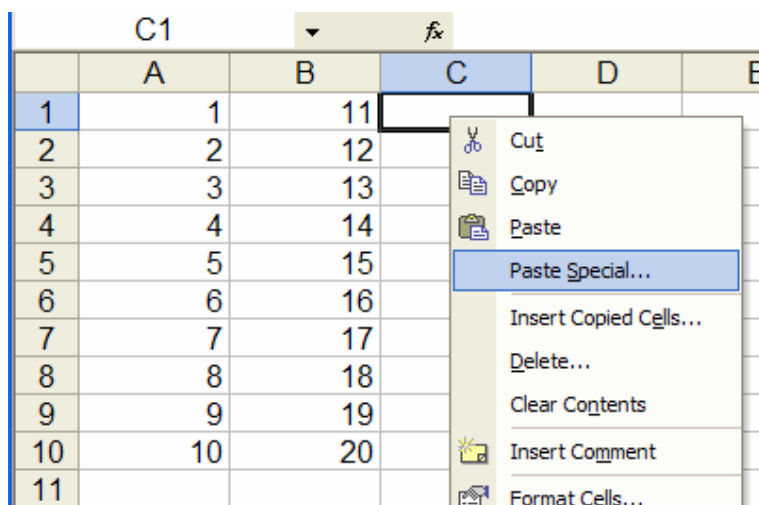 C1 fx
A B C D E
1 1 11
2 2 12
3 3 13
4 4 14
5 5 15
6 6 16
7 7 17
8 8 18
9 9 19
10 10 20
11
Cut
Copy
Paste
Paste Special...
Insert Copied Cells...
Delete...
Clear Contents
Insert Comment
Format Cells...